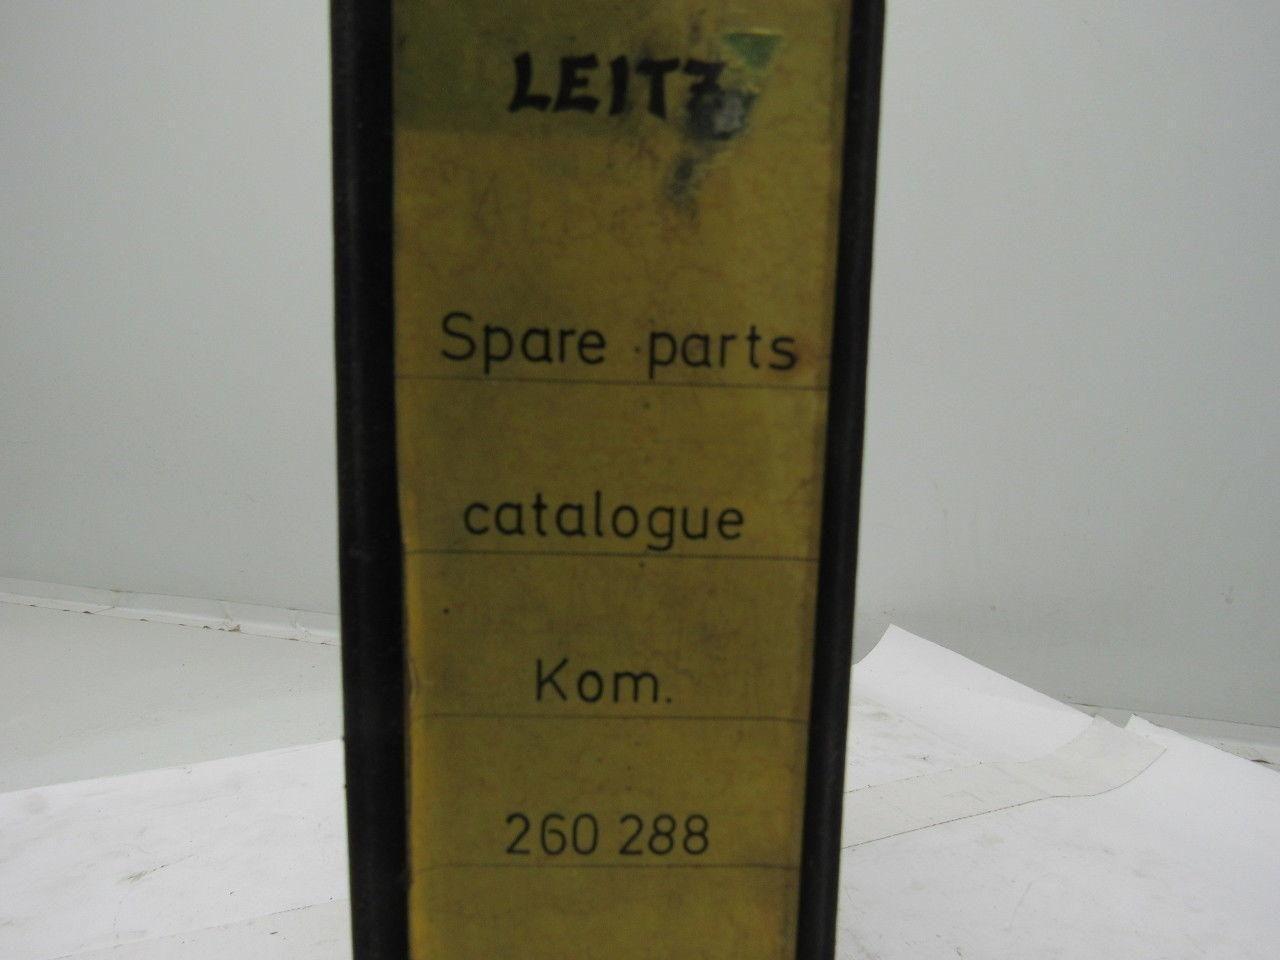 LEITZ
Spare parts
catalogue
Kom.
260 288